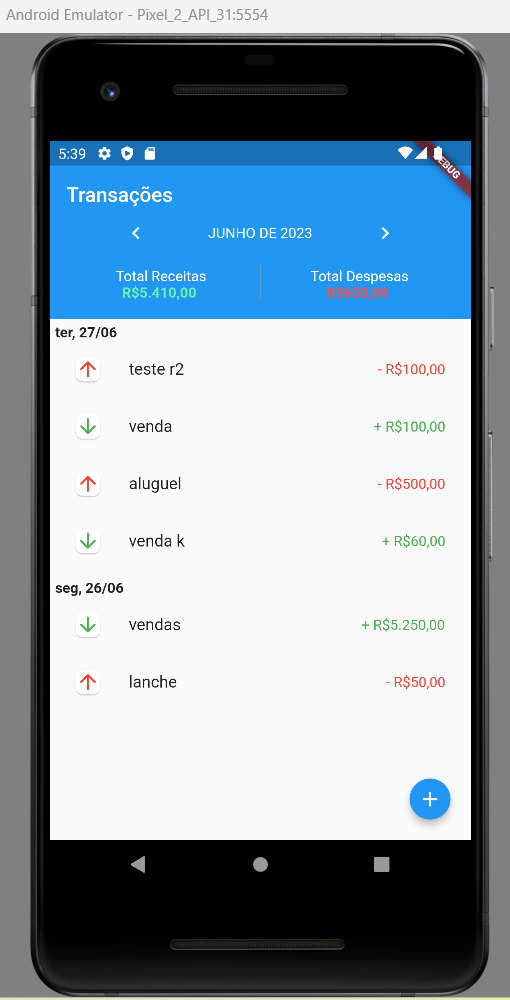 Android Emulator - Pixel_2_API_31:5554
5:39
DEBUG
Transações
JUNHO DE 2023
Total Receitas
R$5.410,00
Total Despesas
R$650,00
ter, 27/06
teste r2 - R$100,00
venda + R$100,00
aluguel - R$500,00
venda k + R$60,00
seg, 26/06
vendas + R$5.250,00
lanche - R$50,00